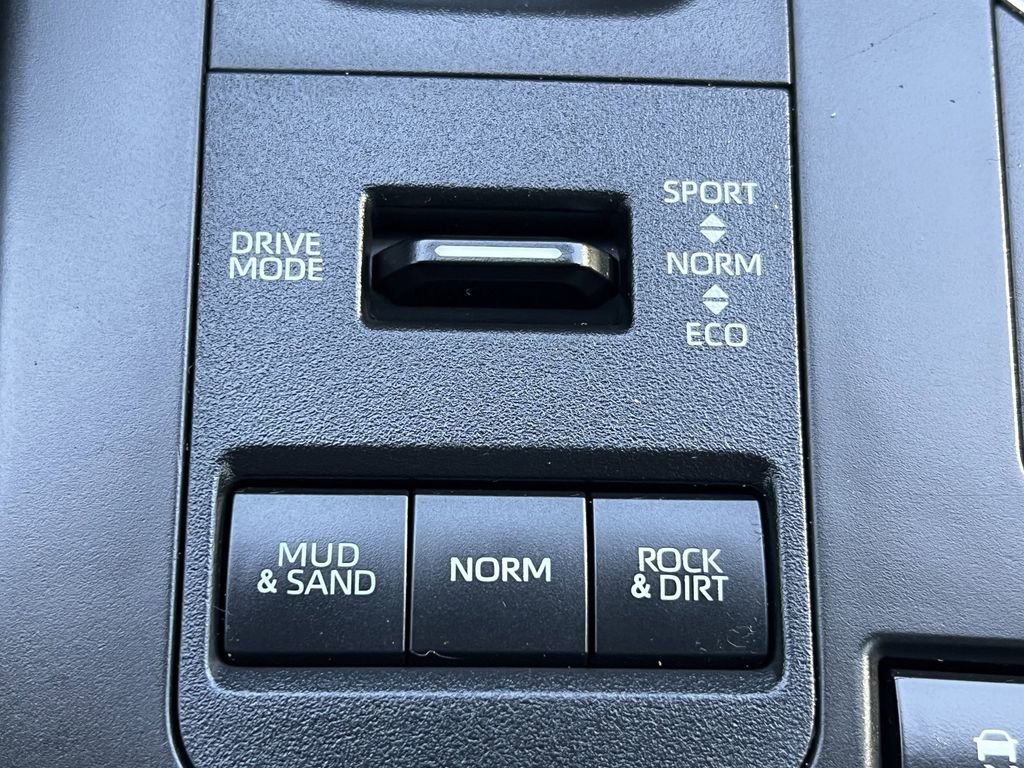 DRIVE
MODE
SPORT
NORM
ECO
MUD
& SAND
NORM
ROCK
& DIRT